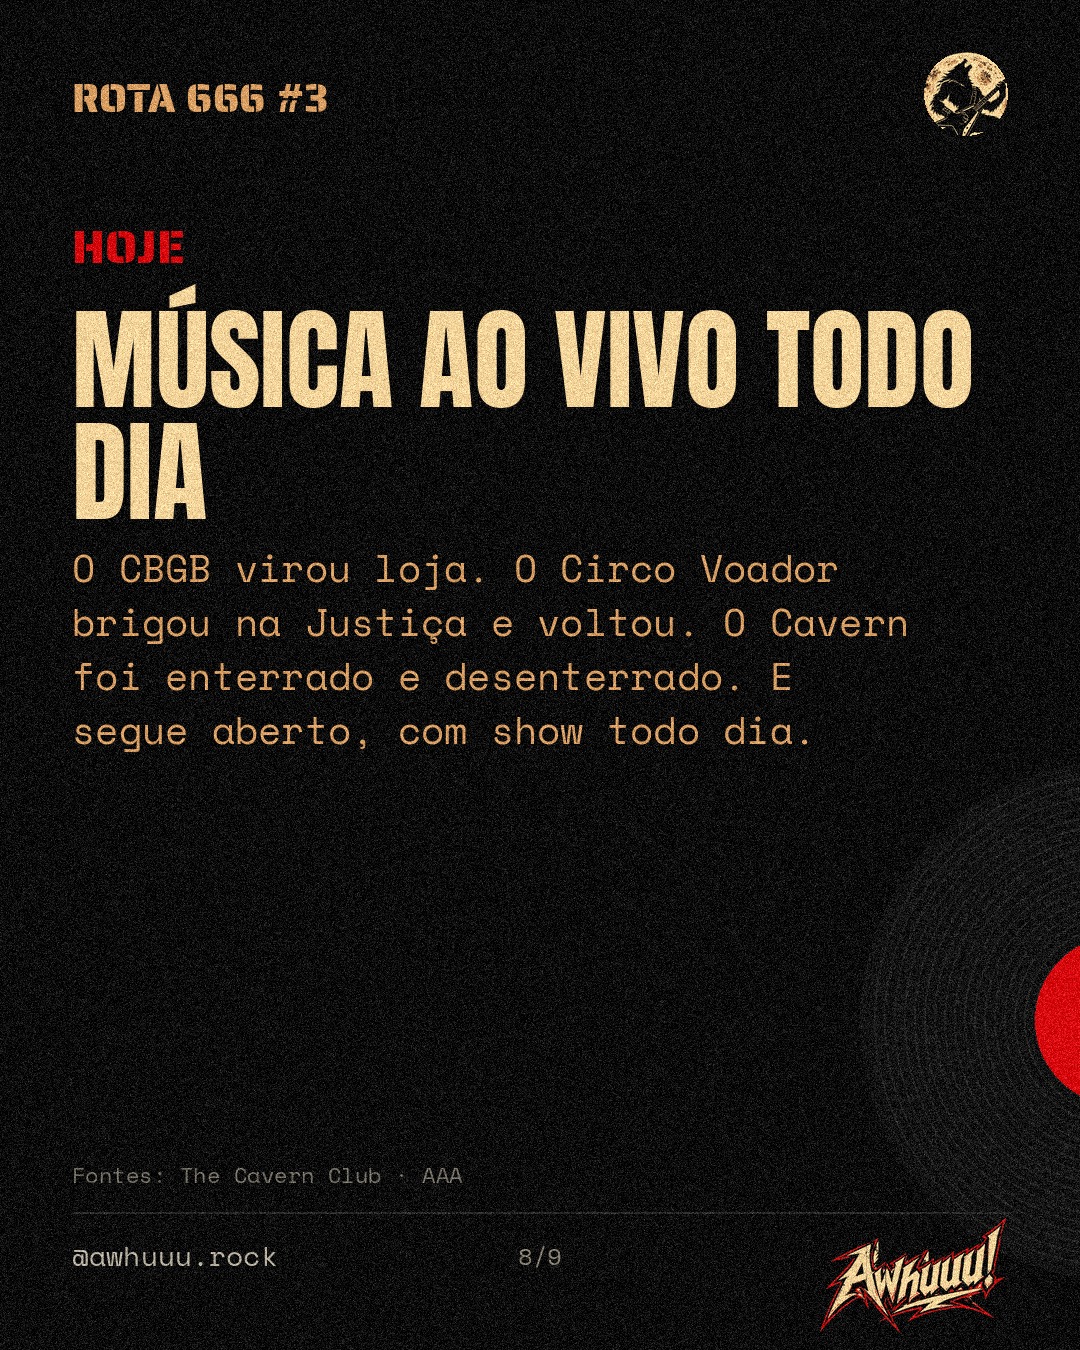 ROTA 666 #3
HOJE
MÚSICA AO VIVO TODO
DIA
O CBGB virou loja. O Circo Voador
brigou na Justiça e voltou. O Cavern
foi enterrado e desenterrado. E
segue aberto, com show todo dia.
Fontes: The Cavern Club · AAA
@awhuuu.rock
8/9
Awhuuu!